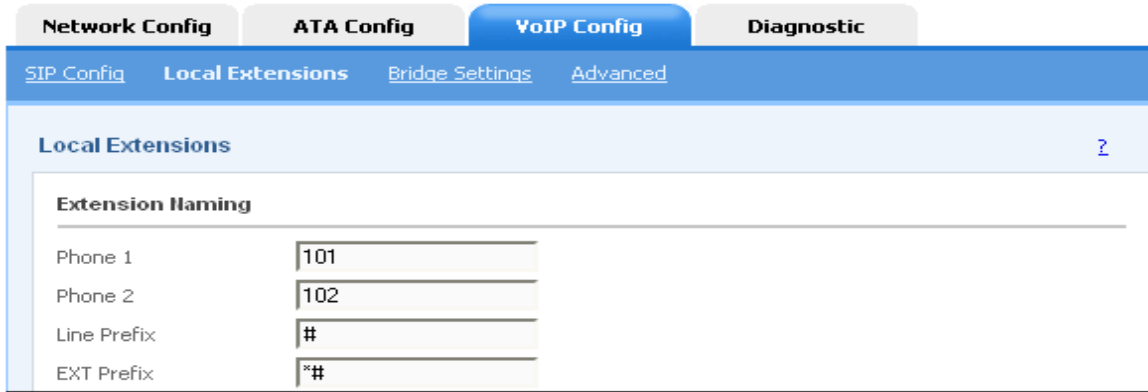 Network Config ATA Config VoIP Config Diagnostic
SIP Config Local Extensions Bridge Settings Advanced
Local Extensions ?
Extension Naming
Phone 1 101
Phone 2 102
Line Prefix #
EXT Prefix *#